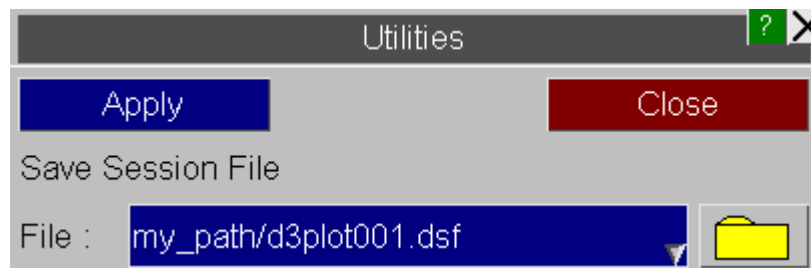 Utilities ?
Apply Close
Save Session File
File : my_path/d3plot001.dsf